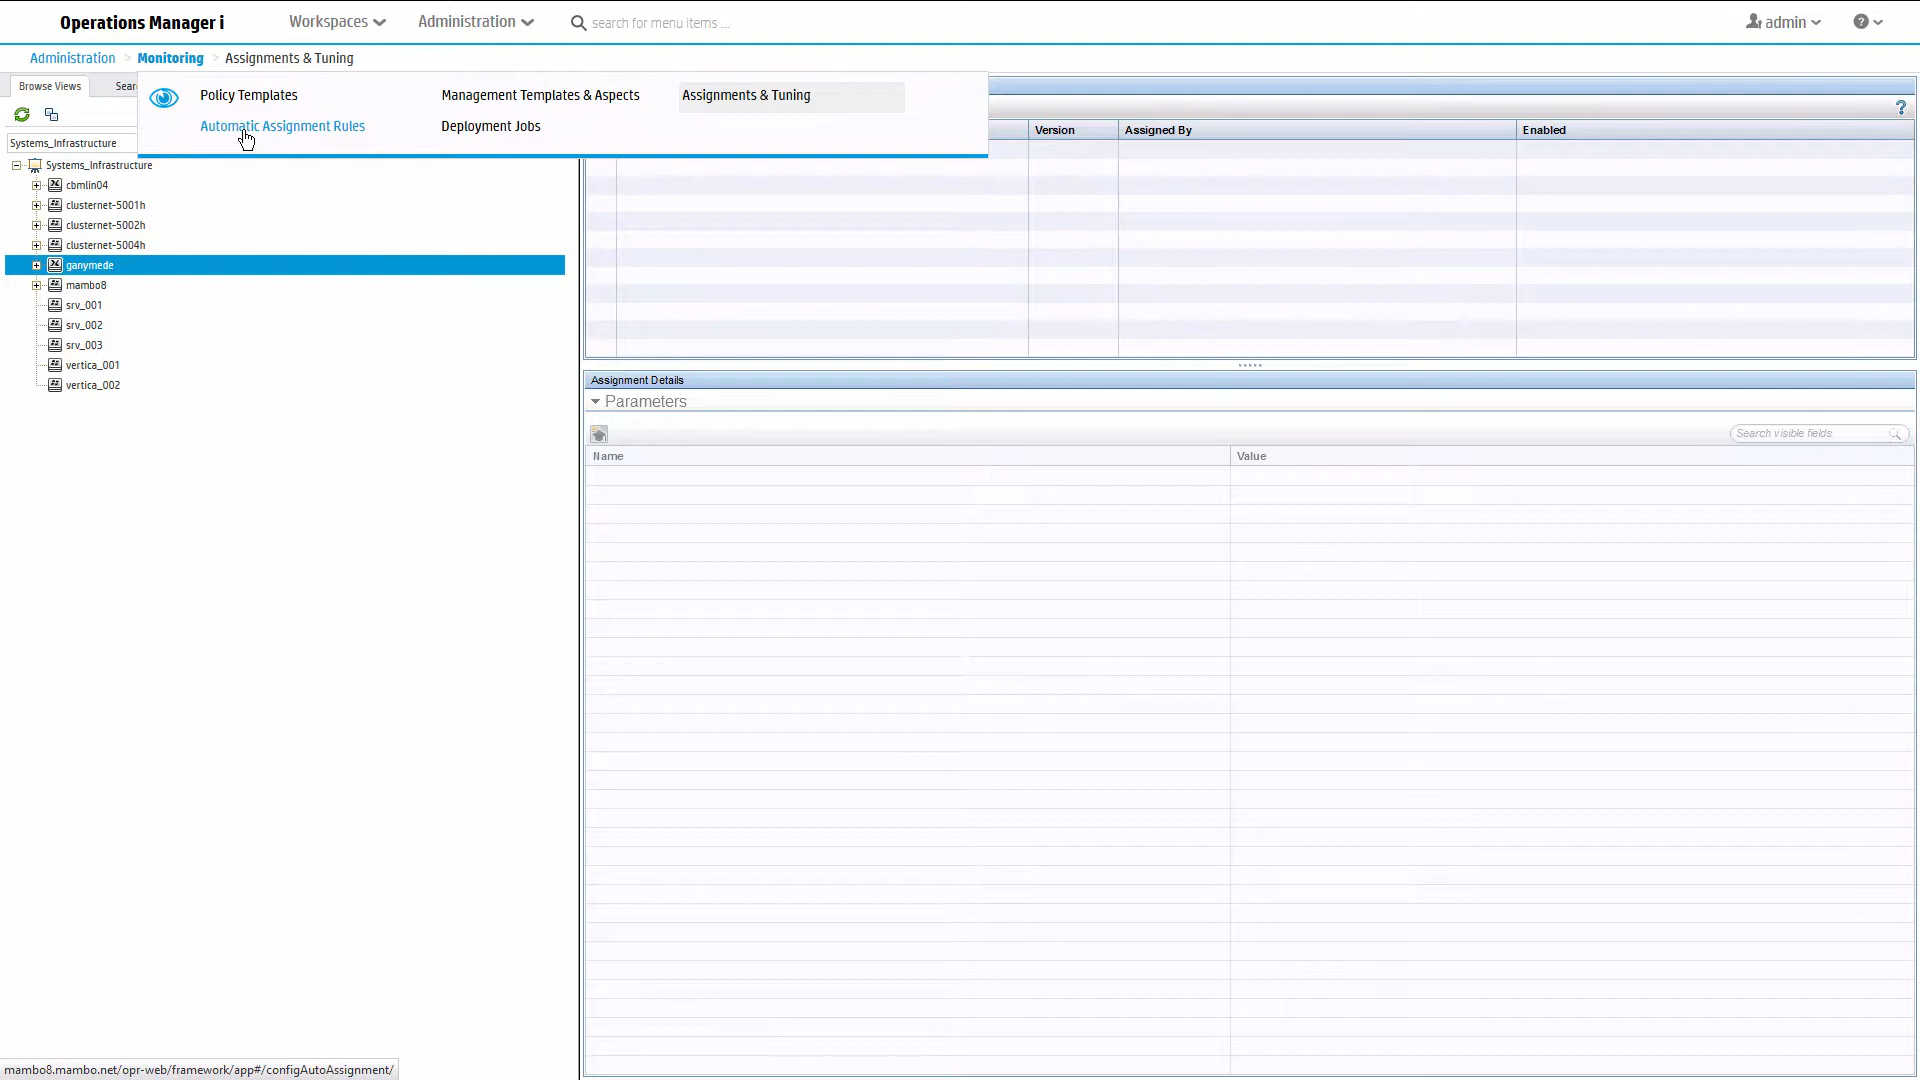 Operations Manager i Workspaces Administration search for menu items ... admin
Administration > Monitoring > Assignments & Tuning
Browse Views Sear
Policy Templates Management Templates & Aspects Assignments & Tuning
Automatic Assignment Rules Deployment Jobs
Version Assigned By Enabled
Systems_Infrastructure
Systems_Infrastructure
cbmlin04
clusternet-5001h
clusternet-5002h
clusternet-5004h
ganymede
mambo8
srv_001
srv_002
srv_003
vertica_001
vertica_002
Assignment Details
Parameters
Search visible fields
Name Value
mambo8.mambo.net/opr-web/framework/app#/configAutoAssignment/